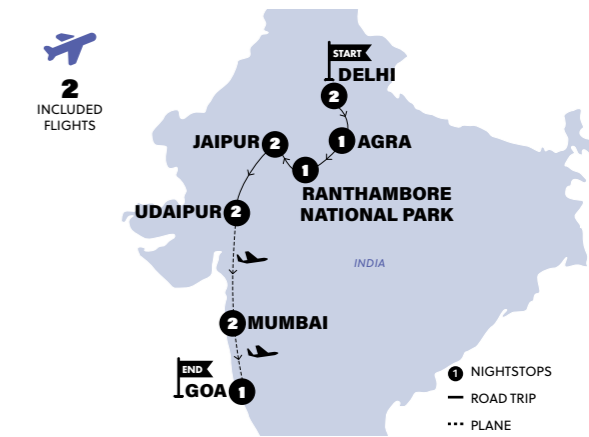 2
INCLUDED
FLIGHTS
START
DELHI
2
JAIPUR 2
1 AGRA
1
RANTHAMBORE
NATIONAL PARK
UDAIPUR 2
INDIA
2 MUMBAI
END
GOA 1
1 NIGHTSTOPS
ROAD TRIP
PLANE